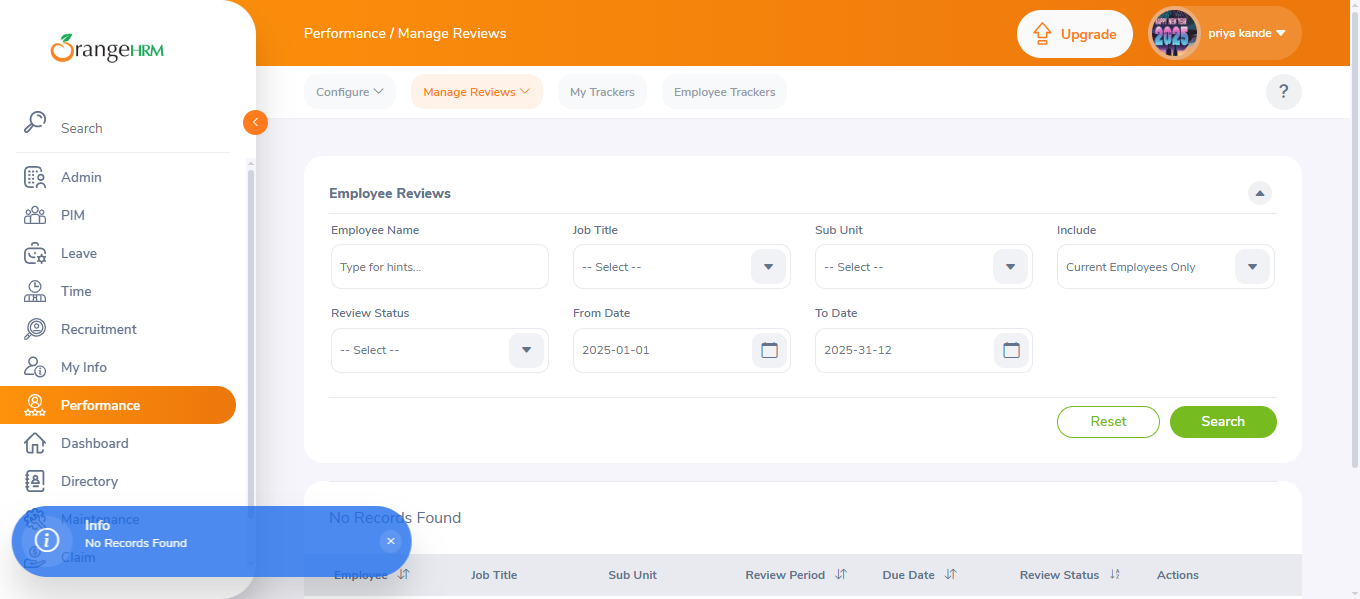 OrangeHRM
Performance / Manage Reviews
Upgrade
HAPPY NEW YEAR
2025
priya kande
Configure
Manage Reviews
My Trackers
Employee Trackers
?
Search
Admin
PIM
Leave
Time
Recruitment
My Info
Performance
Dashboard
Directory
Maintenance
Claim
Employee Reviews
Employee Name
Job Title
Sub Unit
Include
Type for hints...
-- Select --
-- Select --
Current Employees Only
Review Status
From Date
To Date
-- Select --
2025-01-01
2025-31-12
Reset
Search
No Records Found
Info
No Records Found
Employee
Job Title
Sub Unit
Review Period
Due Date
Review Status
Actions